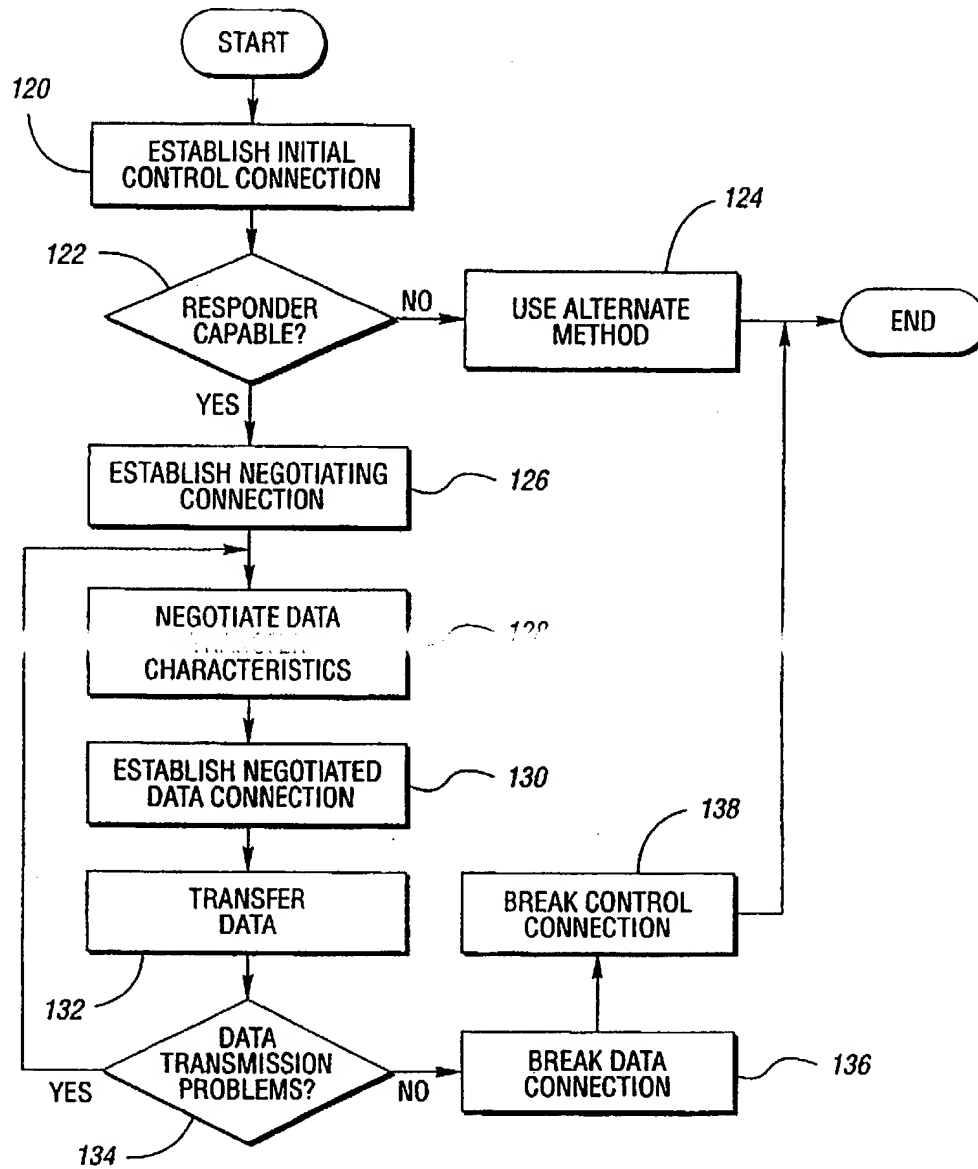 START
120
ESTABLISH INITIAL
CONTROL CONNECTION
122
RESPONDER
CAPABLE?
NO
124
USE ALTERNATE
METHOD
END
YES
ESTABLISH NEGOTIATING
CONNECTION
126
NEGOTIATE DATA
CHARACTERISTICS
ESTABLISH NEGOTIATED
DATA CONNECTION
130
TRANSFER
DATA
132
138
BREAK CONTROL
CONNECTION
DATA
TRANSMISSION
PROBLEMS?
YES
NO
134
BREAK DATA
CONNECTION
136